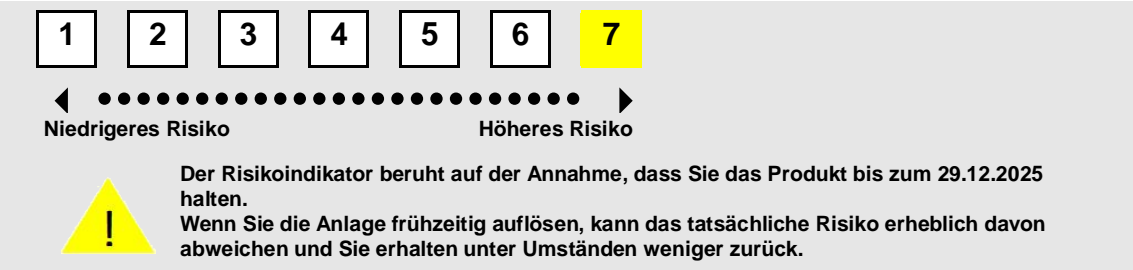 1 2 3 4 5 6 7
Niedrigeres Risiko Höheres Risiko
Der Risikoindikator beruht auf der Annahme, dass Sie das Produkt bis zum 29.12.2025
halten.
Wenn Sie die Anlage frühzeitig auflösen, kann das tatsächliche Risiko erheblich davon
abweichen und Sie erhalten unter Umständen weniger zurück.
!